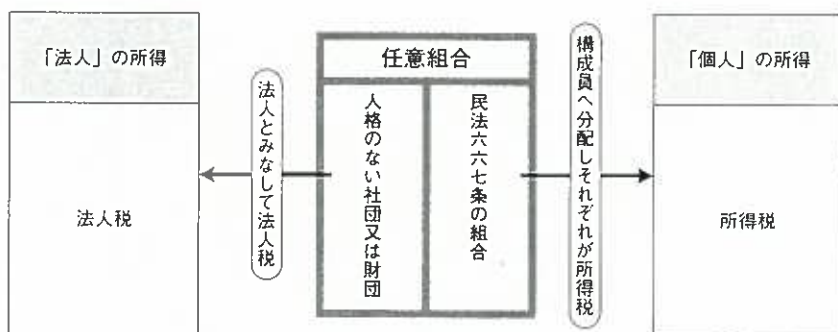 「法人」の所得
法人税
法人とみなして法人税
任意組合
人格のない社団又は財団
民法六六七条の組合
構成員へ分配しそれぞれが所得税
「個人」の所得
所得税